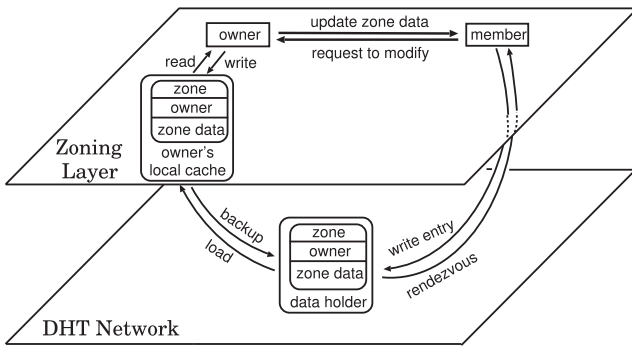 update zone data
owner
member
request to modify
read
write
zone
owner
zone data
owner's
local cache
Zoning
Layer
backup
load
zone
owner
zone data
data holder
write entry
rendezvous
DHT Network